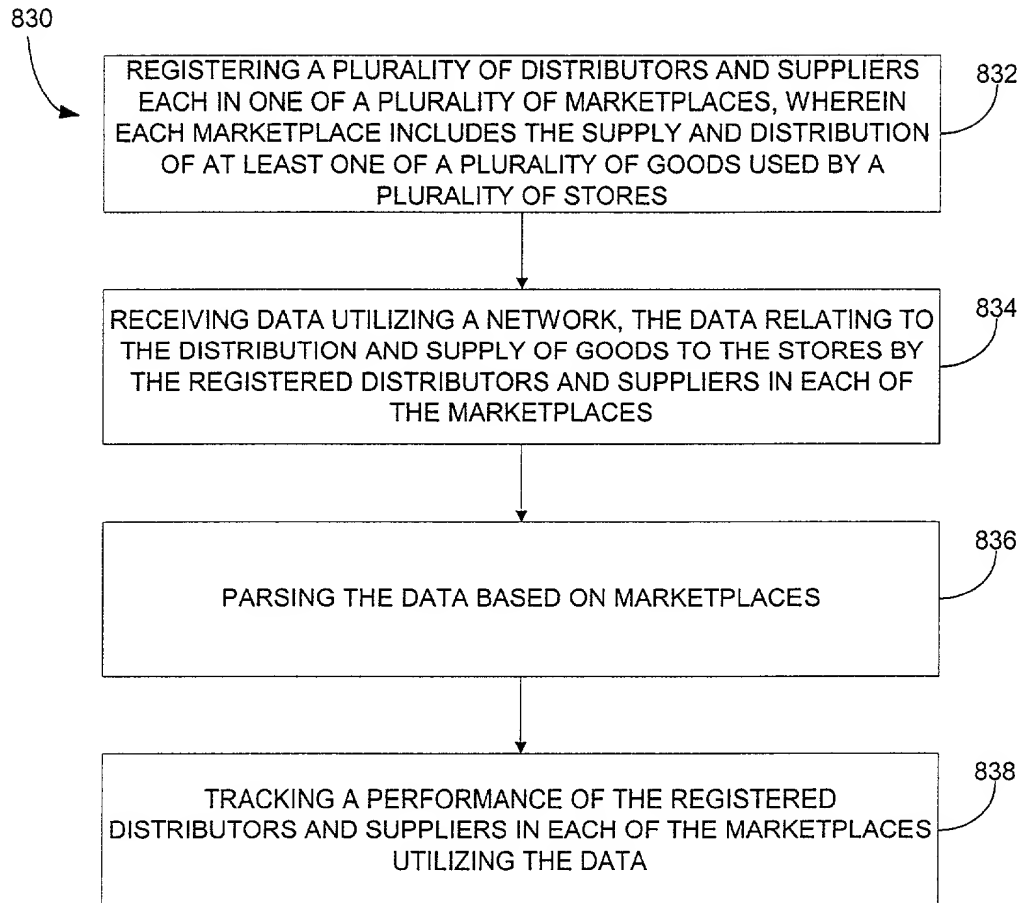 830
REGISTERING A PLURALITY OF DISTRIBUTORS AND SUPPLIERS
EACH IN ONE OF A PLURALITY OF MARKETPLACES, WHEREIN
EACH MARKETPLACE INCLUDES THE SUPPLY AND DISTRIBUTION
OF AT LEAST ONE OF A PLURALITY OF GOODS USED BY A
PLURALITY OF STORES
832
RECEIVING DATA UTILIZING A NETWORK, THE DATA RELATING TO
THE DISTRIBUTION AND SUPPLY OF GOODS TO THE STORES BY
THE REGISTERED DISTRIBUTORS AND SUPPLIERS IN EACH OF
THE MARKETPLACES
834
PARSING THE DATA BASED ON MARKETPLACES
836
TRACKING A PERFORMANCE OF THE REGISTERED
DISTRIBUTORS AND SUPPLIERS IN EACH OF THE MARKETPLACES
UTILIZING THE DATA
838